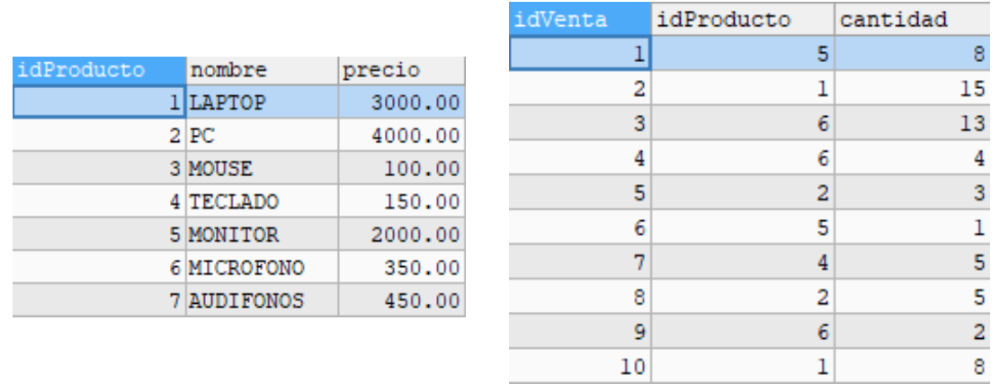 idProducto nombre precio
1 LAPTOP 3000.00
2 PC 4000.00
3 MOUSE 100.00
4 TECLADO 150.00
5 MONITOR 2000.00
6 MICROFONO 350.00
7 AUDIFONOS 450.00
idVenta idProducto cantidad
1 5 8
2 1 15
3 6 13
4 6 4
5 2 3
6 5 1
7 4 5
8 2 5
9 6 2
10 1 8